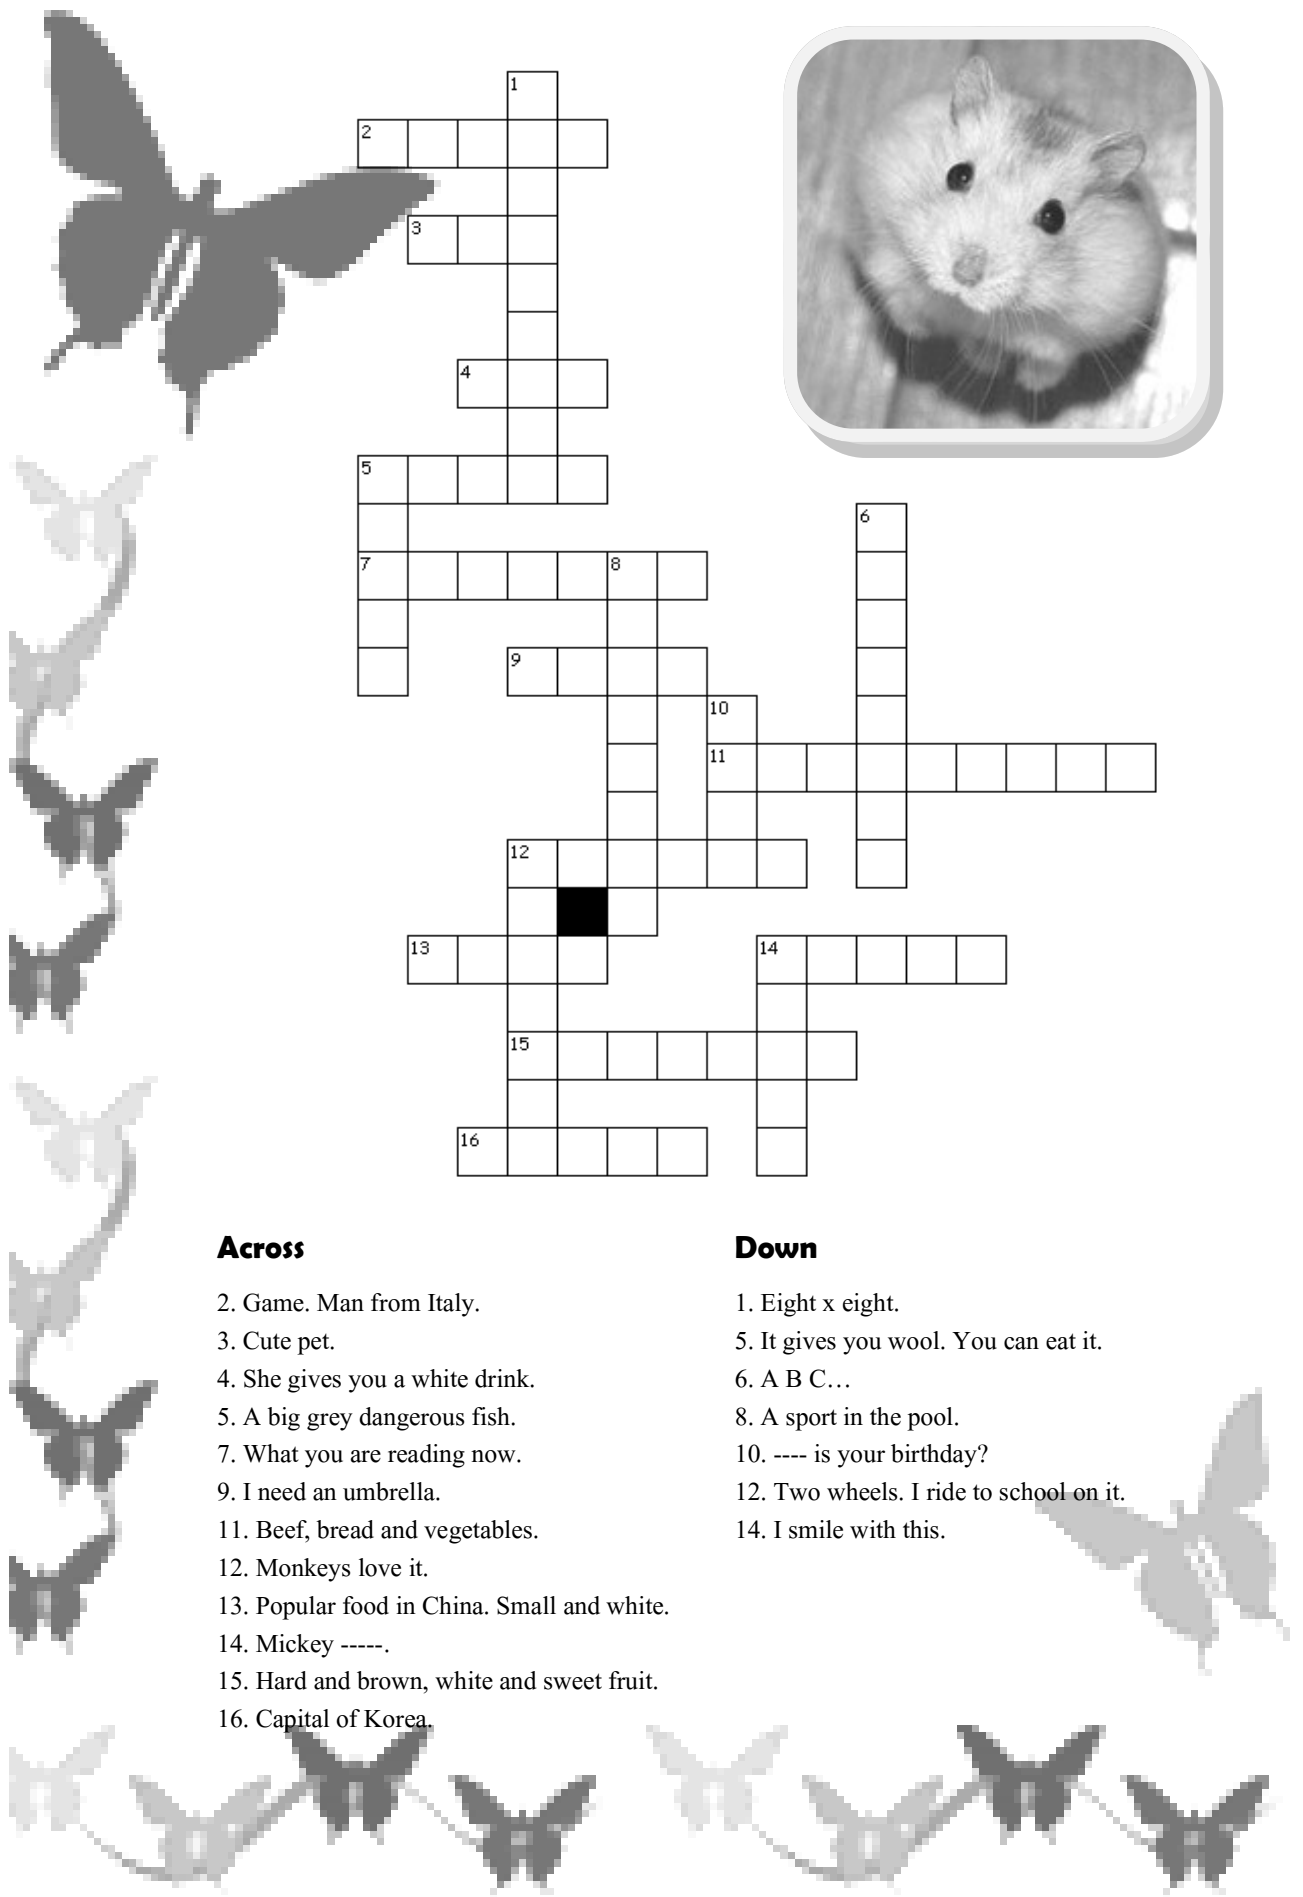 1
2
3
4
5
6
7
8
9
10
11
12
13
14
15
16
Across
2. Game. Man from Italy.
3. Cute pet.
4. She gives you a white drink.
5. A big grey dangerous fish.
7. What you are reading now.
9. I need an umbrella.
11. Beef, bread and vegetables.
12. Monkeys love it.
13. Popular food in China. Small and white.
14. Mickey -----.
15. Hard and brown, white and sweet fruit.
16. Capital of Korea.
Down
1. Eight x eight.
5. It gives you wool. You can eat it.
6. A B C…
8. A sport in the pool.
10. ---- is your birthday?
12. Two wheels. I ride to school on it.
14. I smile with this.